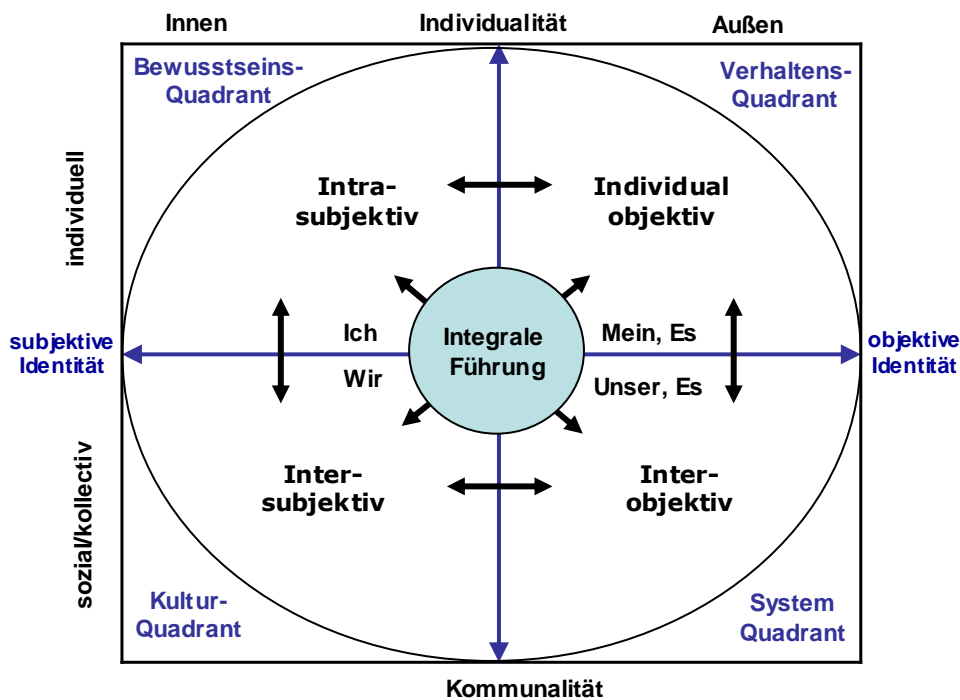 Innen
Individualität
Außen
Bewusstseins-
Quadrant
Verhaltens-
Quadrant
individuell
Intra-
subjektiv
Individual
objektiv
subjektive
Identität
Ich
Wir
Integrale
Führung
Mein, Es
Unser, Es
objektive
Identität
sozial/kollectiv
Inter-
subjektiv
Inter-
objektiv
Kultur-
Quadrant
System
Quadrant
Kommunalität